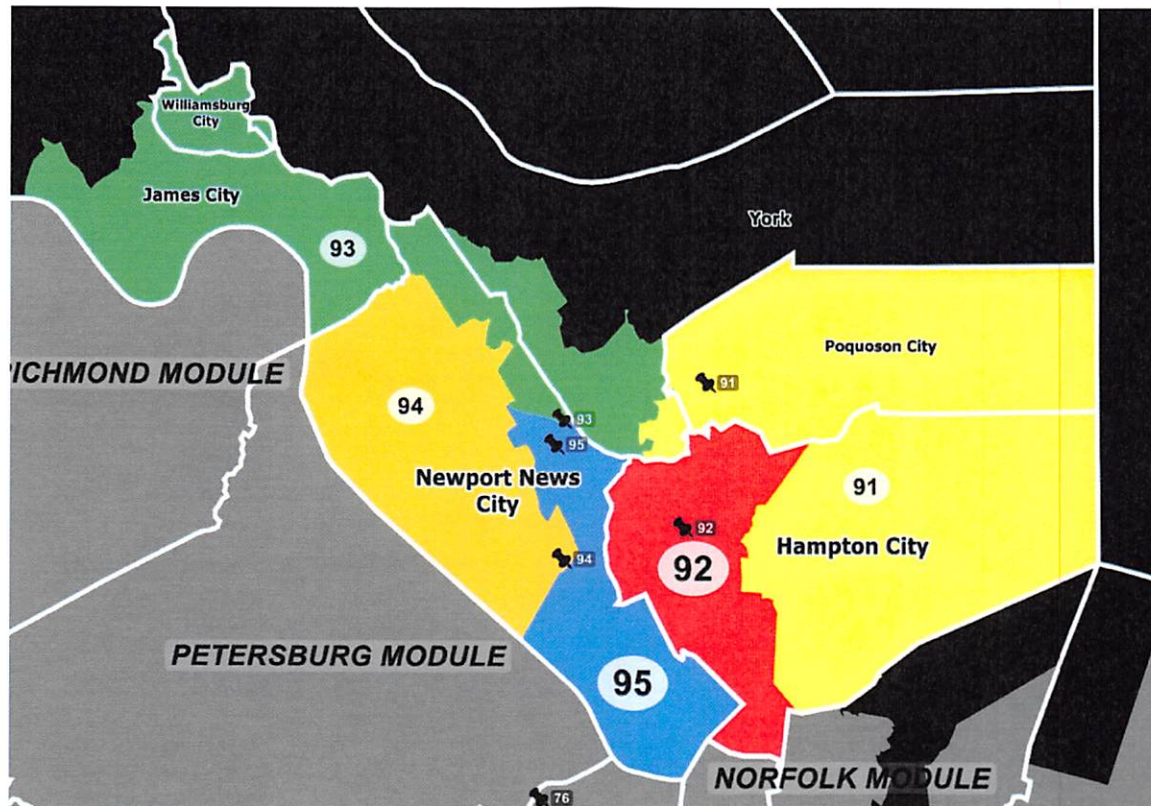 Williamsburg
City
James City
93
York
Poquoson City
RICHMOND MODULE
91
94
93
95
Newport News
City
91
92
Hampton City
92
94
PETERSBURG MODULE
95
NORFOLK MODULE
76